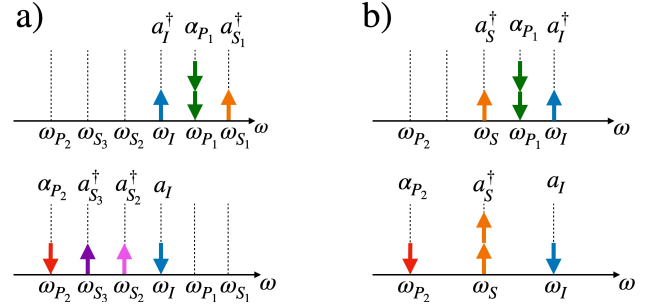 a)
a_I^† α_{P_1} a_{S_1}^†
ω_{P_2} ω_{S_3} ω_{S_2} ω_I ω_{P_1} ω_{S_1} ω
α_{P_2} a_{S_3}^† a_{S_2}^† a_I
ω_{P_2} ω_{S_3} ω_{S_2} ω_I ω_{P_1} ω_{S_1} ω
b)
a_S^† α_{P_1} a_I^†
ω_{P_2} ω_S ω_{P_1} ω_I ω
α_{P_2} a_S^† a_I
ω_{P_2} ω_S ω_I ω